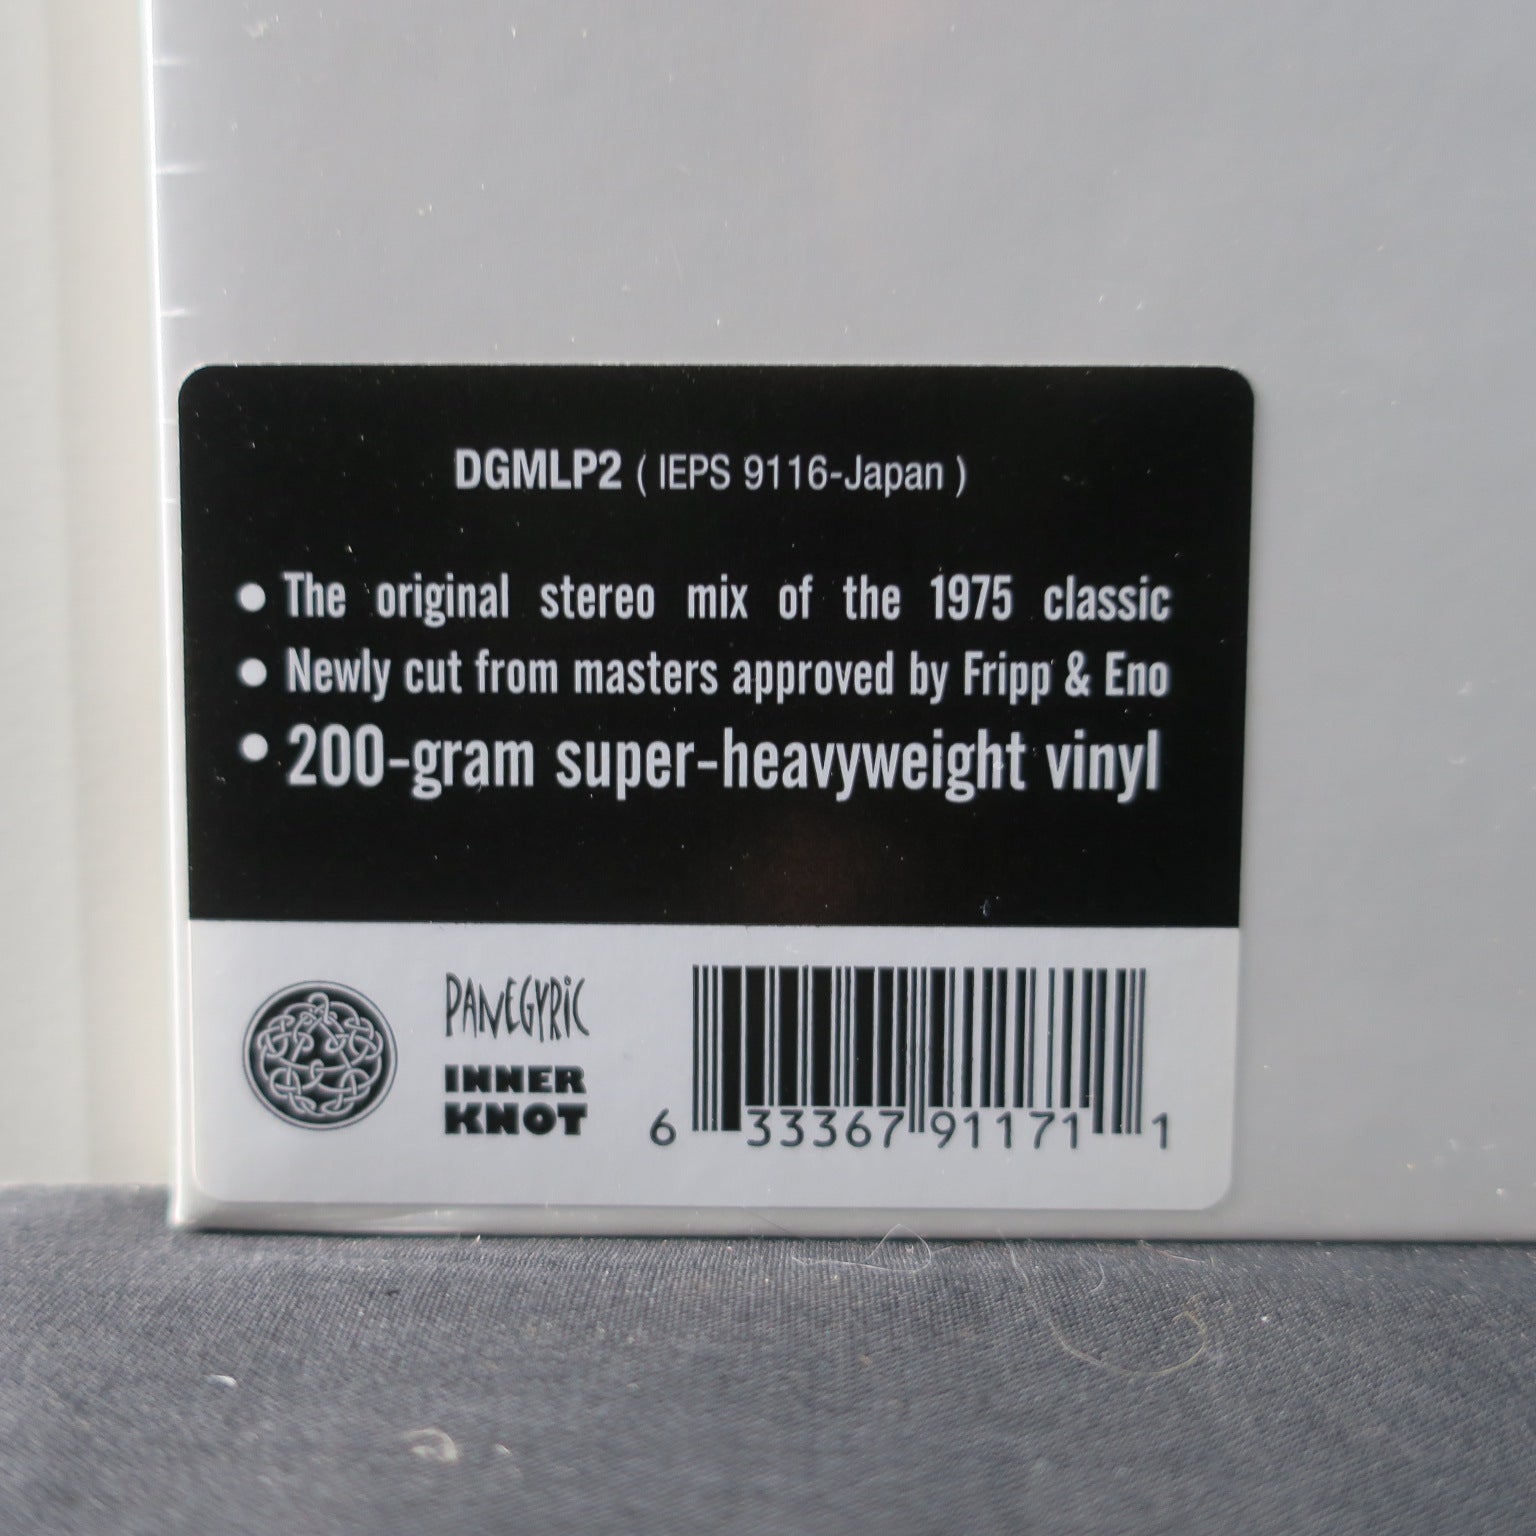 DGMLP2 ( IEPS 9116-Japan )
● The original stereo mix of the 1975 classic
● Newly cut from masters approved by Fripp & Eno
● 200-gram super-heavyweight vinyl
PANEGYRIC
INNER
KNOT
6 33367 91171 1